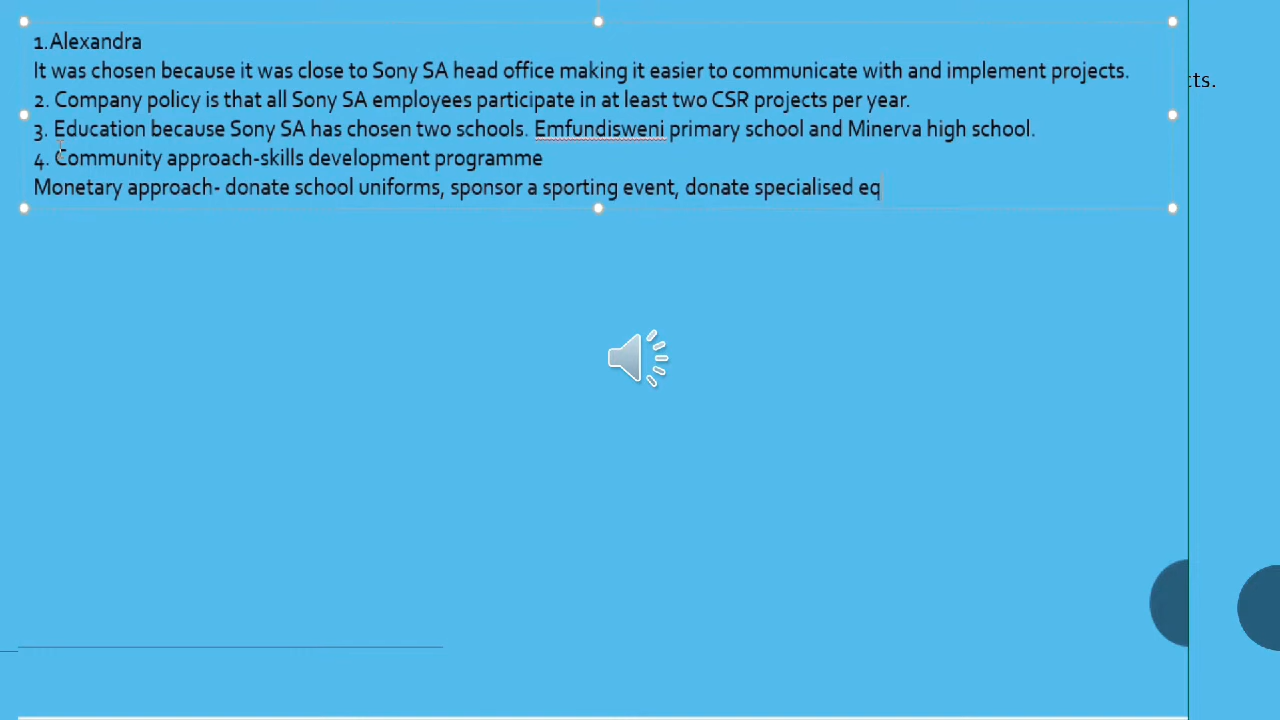 1.Alexandra
It was chosen because it was close to Sony SA head office making it easier to communicate with and implement projects.
cts.
2. Company policy is that all Sony SA employees participate in at least two CSR projects per year.
3. Education because Sony SA has chosen two schools. Emfundisweni primary school and Minerva high school.
4. Community approach-skills development programme
Monetary approach- donate school uniforms, sponsor a sporting event, donate specialised eq